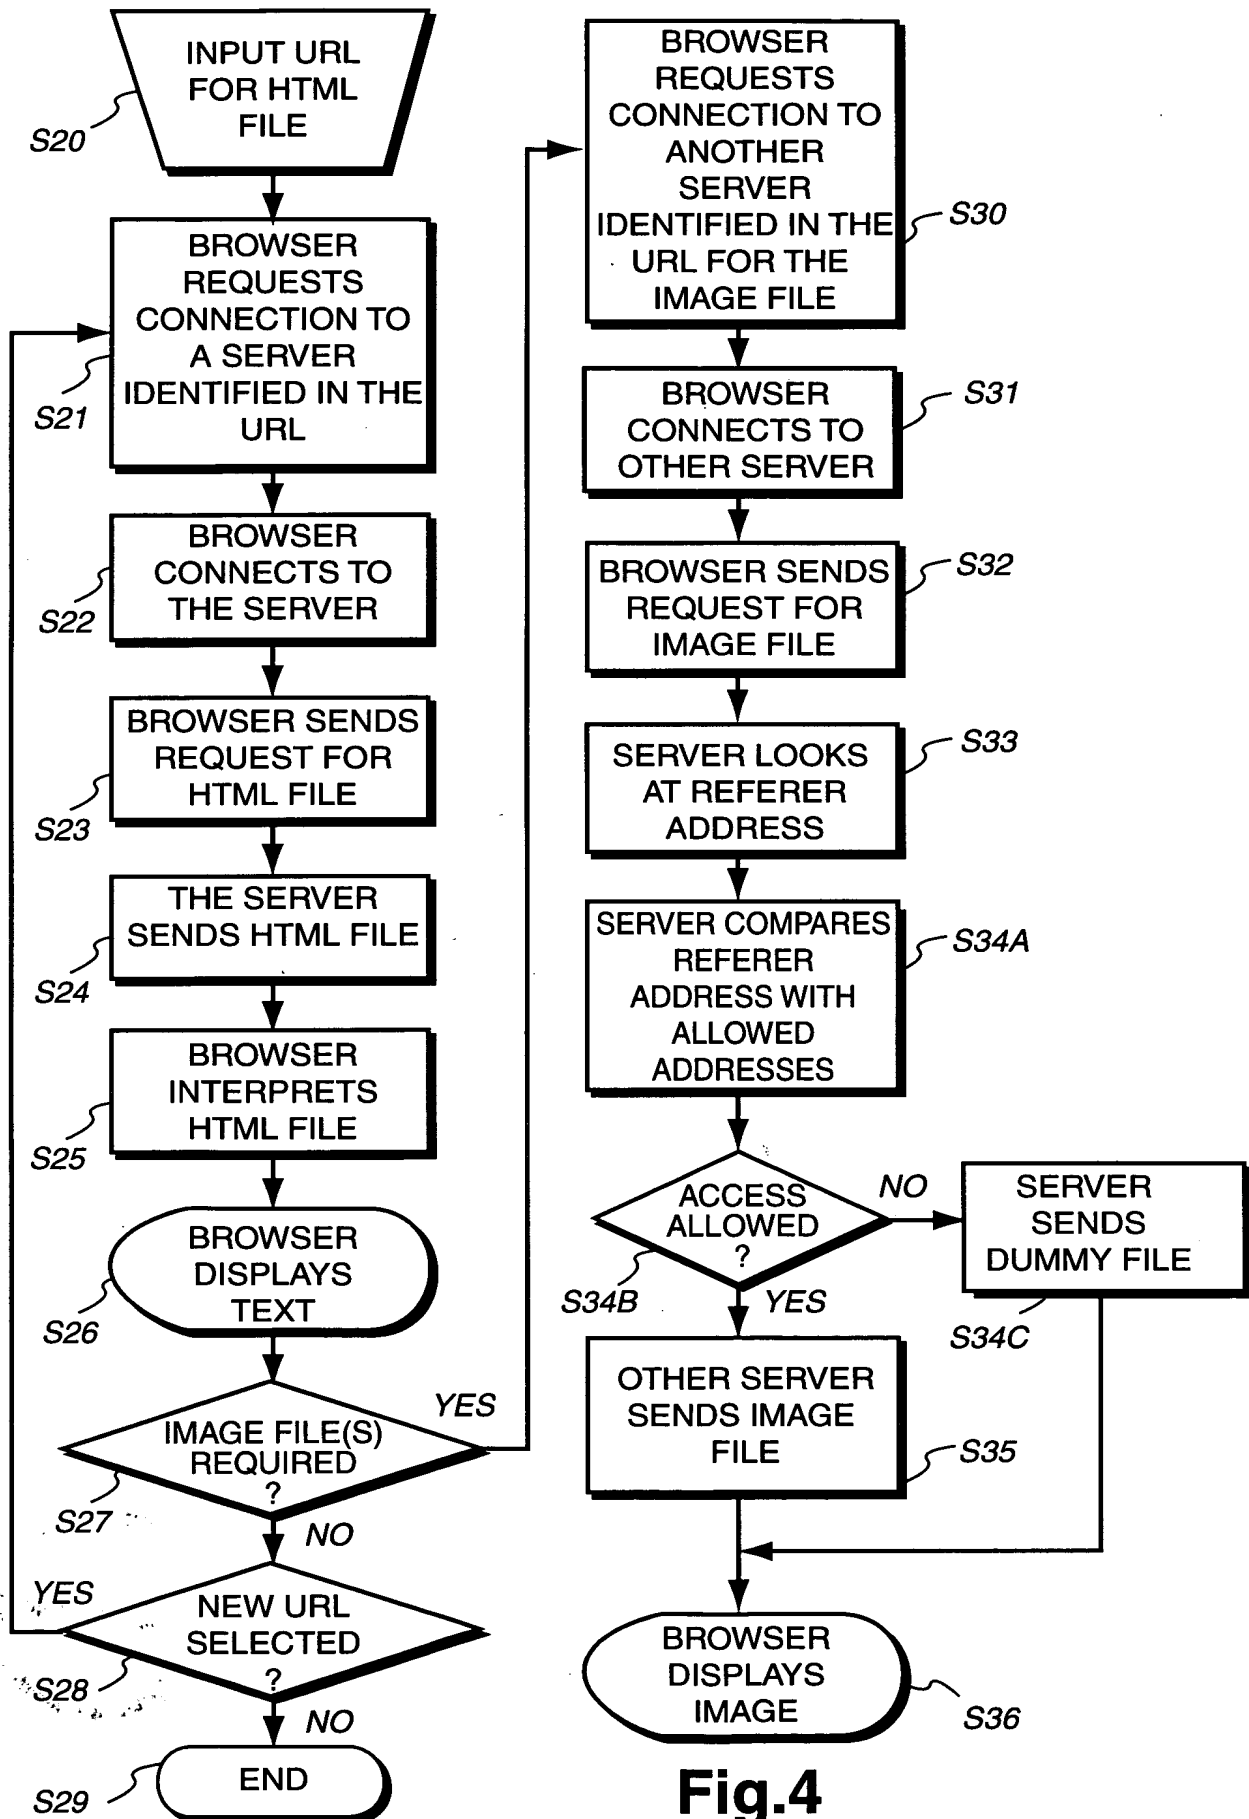 INPUT URL
FOR HTML
FILE
S20
BROWSER
REQUESTS
CONNECTION TO
A SERVER
IDENTIFIED IN THE
URL
S21
BROWSER
CONNECTS TO
THE SERVER
S22
BROWSER SENDS
REQUEST FOR
HTML FILE
S23
THE SERVER
SENDS HTML FILE
S24
BROWSER
INTERPRETS
HTML FILE
S25
BROWSER
DISPLAYS
TEXT
S26
IMAGE FILE(S)
REQUIRED
?
YES
S27
NO
YES
NEW URL
SELECTED
?
S28
NO
END
S29
BROWSER
REQUESTS
CONNECTION TO
ANOTHER
SERVER
IDENTIFIED IN THE
URL FOR THE
IMAGE FILE
S30
BROWSER
CONNECTS TO
OTHER SERVER
S31
BROWSER SENDS
REQUEST FOR
IMAGE FILE
S32
SERVER LOOKS
AT REFERER
ADDRESS
S33
SERVER COMPARES
REFERER
ADDRESS WITH
ALLOWED
ADDRESSES
S34A
ACCESS
ALLOWED
?
NO
S34B
YES
SERVER
SENDS
DUMMY FILE
S34C
OTHER SERVER
SENDS IMAGE
FILE
S35
BROWSER
DISPLAYS
IMAGE
S36
Fig.4